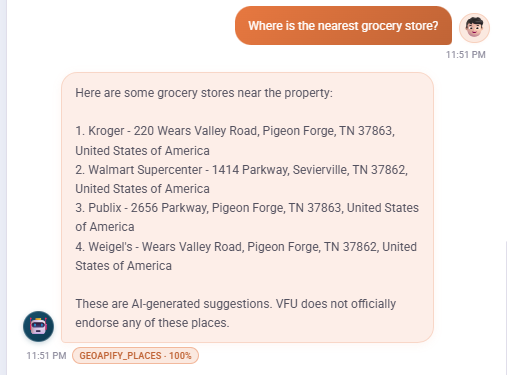 Where is the nearest grocery store?
11:51 PM
Here are some grocery stores near the property:
1. Kroger - 220 Wears Valley Road, Pigeon Forge, TN 37863,
United States of America
2. Walmart Supercenter - 1414 Parkway, Sevierville, TN 37862,
United States of America
3. Publix - 2656 Parkway, Pigeon Forge, TN 37863, United States
of America
4. Weigel's - Wears Valley Road, Pigeon Forge, TN 37862, United
States of America
These are AI-generated suggestions. VFU does not officially
endorse any of these places.
11:51 PM GEOAPIFY_PLACES · 100%